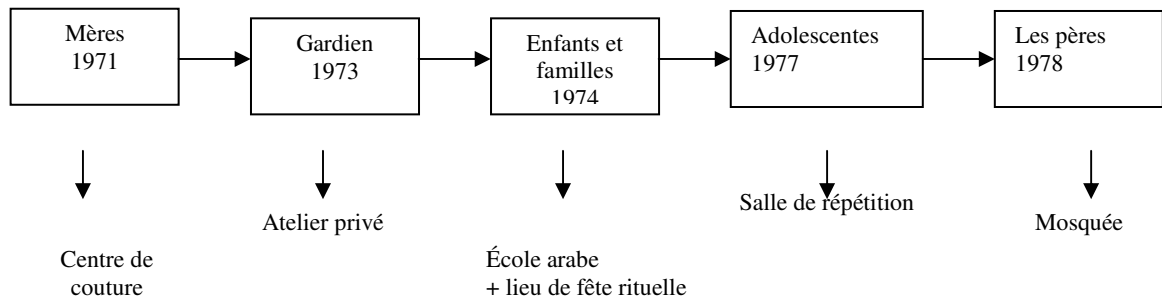 Mères
1971
Gardien
1973
Enfants et
familles
1974
Adolescentes
1977
Les pères
1978
Centre de
couture
Atelier privé
École arabe
+ lieu de fête rituelle
Salle de répétition
Mosquée